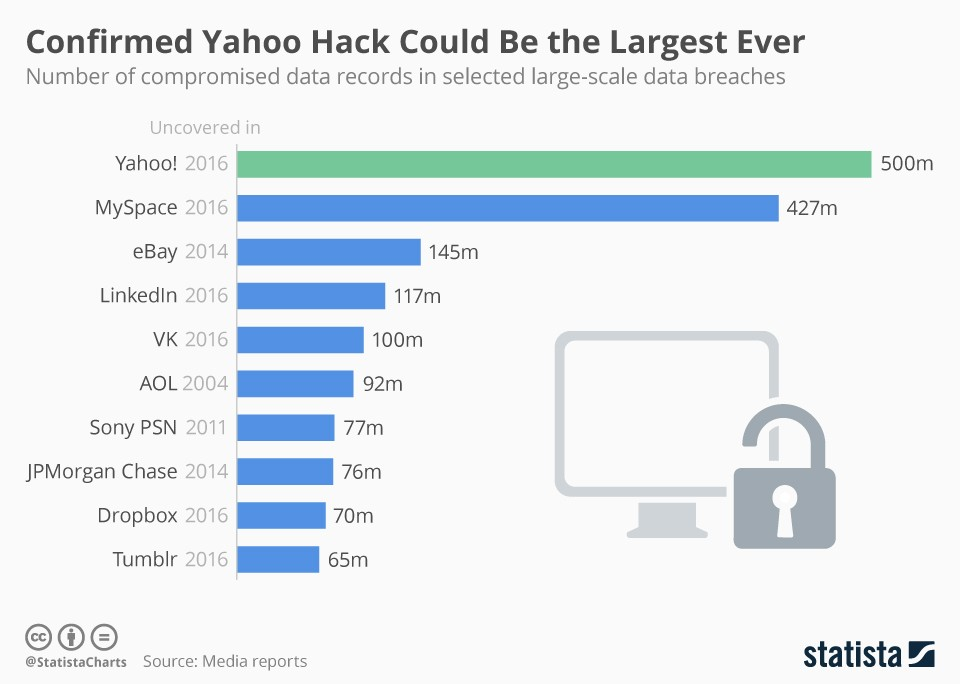 Confirmed Yahoo Hack Could Be the Largest Ever
Number of compromised data records in selected large-scale data breaches
Uncovered in
Yahoo! 2016 500m
MySpace 2016 427m
eBay 2014 145m
LinkedIn 2016 117m
VK 2016 100m
AOL 2004 92m
Sony PSN 2011 77m
JPMorgan Chase 2014 76m
Dropbox 2016 70m
Tumblr 2016 65m
cc
@StatistaCharts Source: Media reports
statista